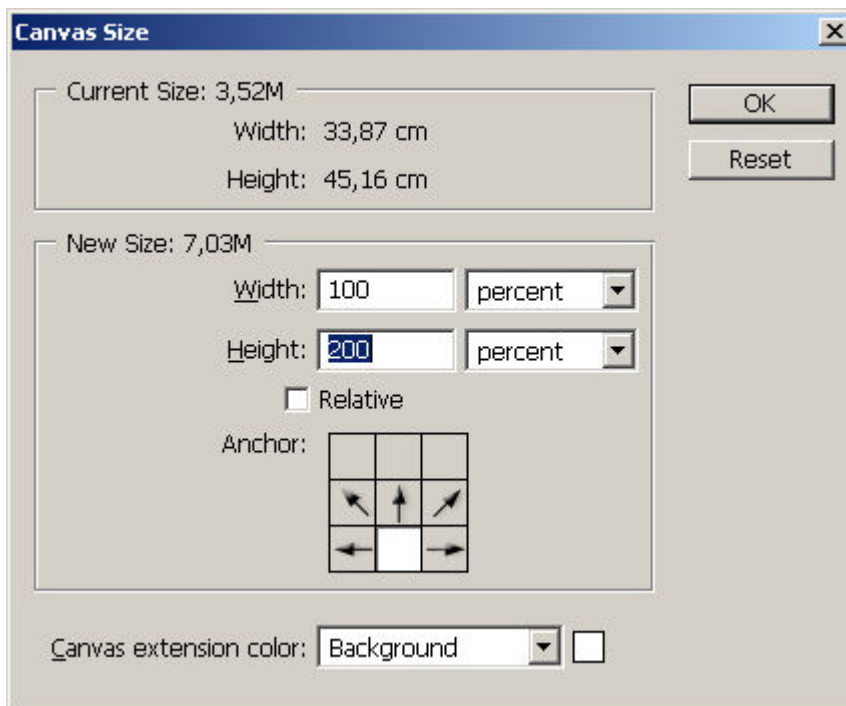 Canvas Size
Current Size: 3,52M
Width: 33,87 cm
Height: 45,16 cm
OK
Reset
New Size: 7,03M
Width: 100 percent
Height: 200 percent
Relative
Anchor:
Canvas extension color: Background